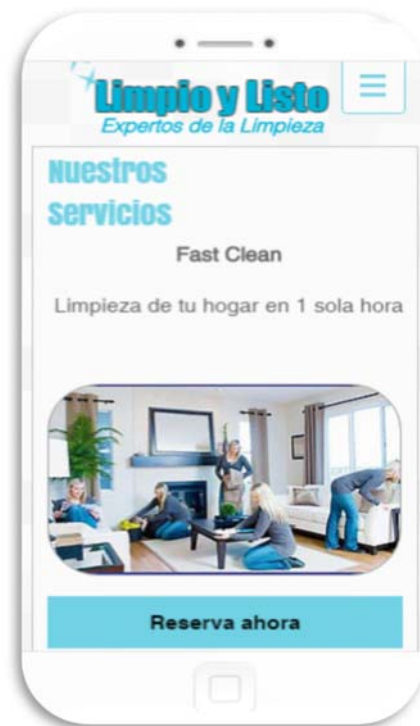 Limpio y Listo
Expertos de la Limpieza
Nuestros
Servicios
Fast Clean
Limpieza de tu hogar en 1 sola hora
Reserva ahora